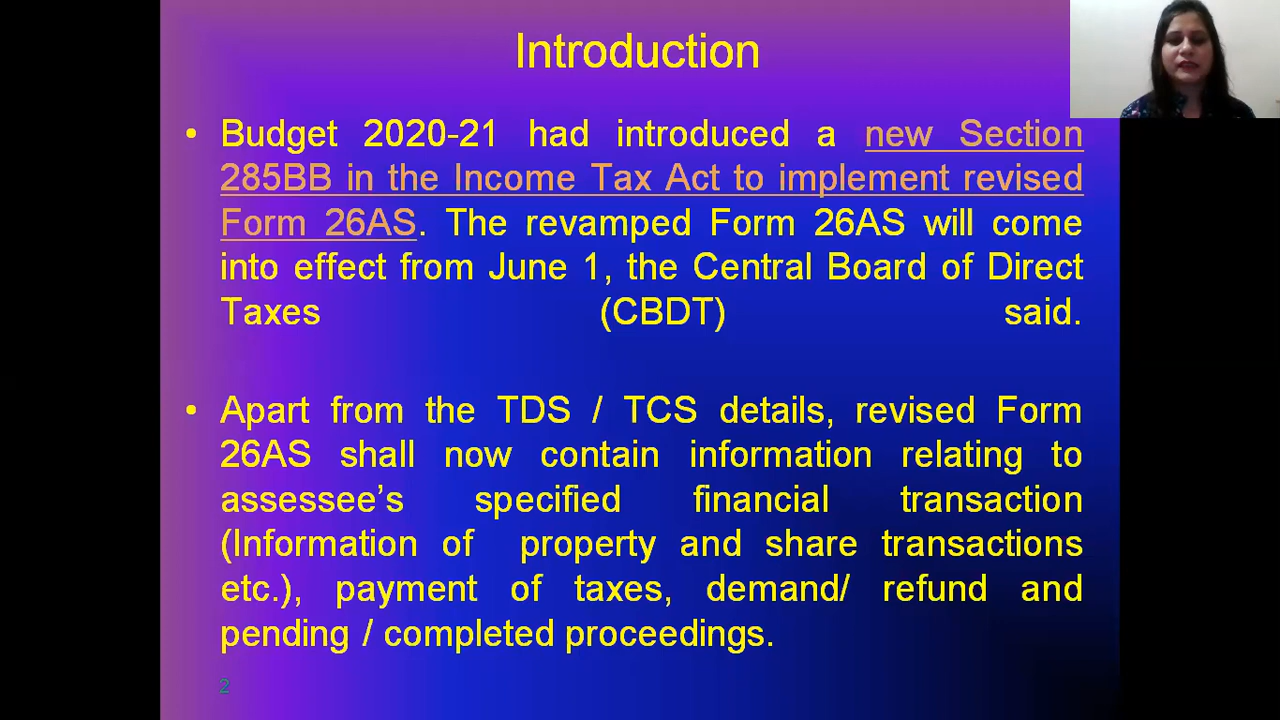 Introduction
• Budget 2020-21 had introduced a new Section
285BB in the Income Tax Act to implement revised
Form 26AS. The revamped Form 26AS will come
into effect from June 1, the Central Board of Direct
Taxes (CBDT) said.
• Apart from the TDS / TCS details, revised Form
26AS shall now contain information relating to
assessee’s specified financial transaction
(Information of property and share transactions
etc.), payment of taxes, demand/ refund and
pending / completed proceedings.
2